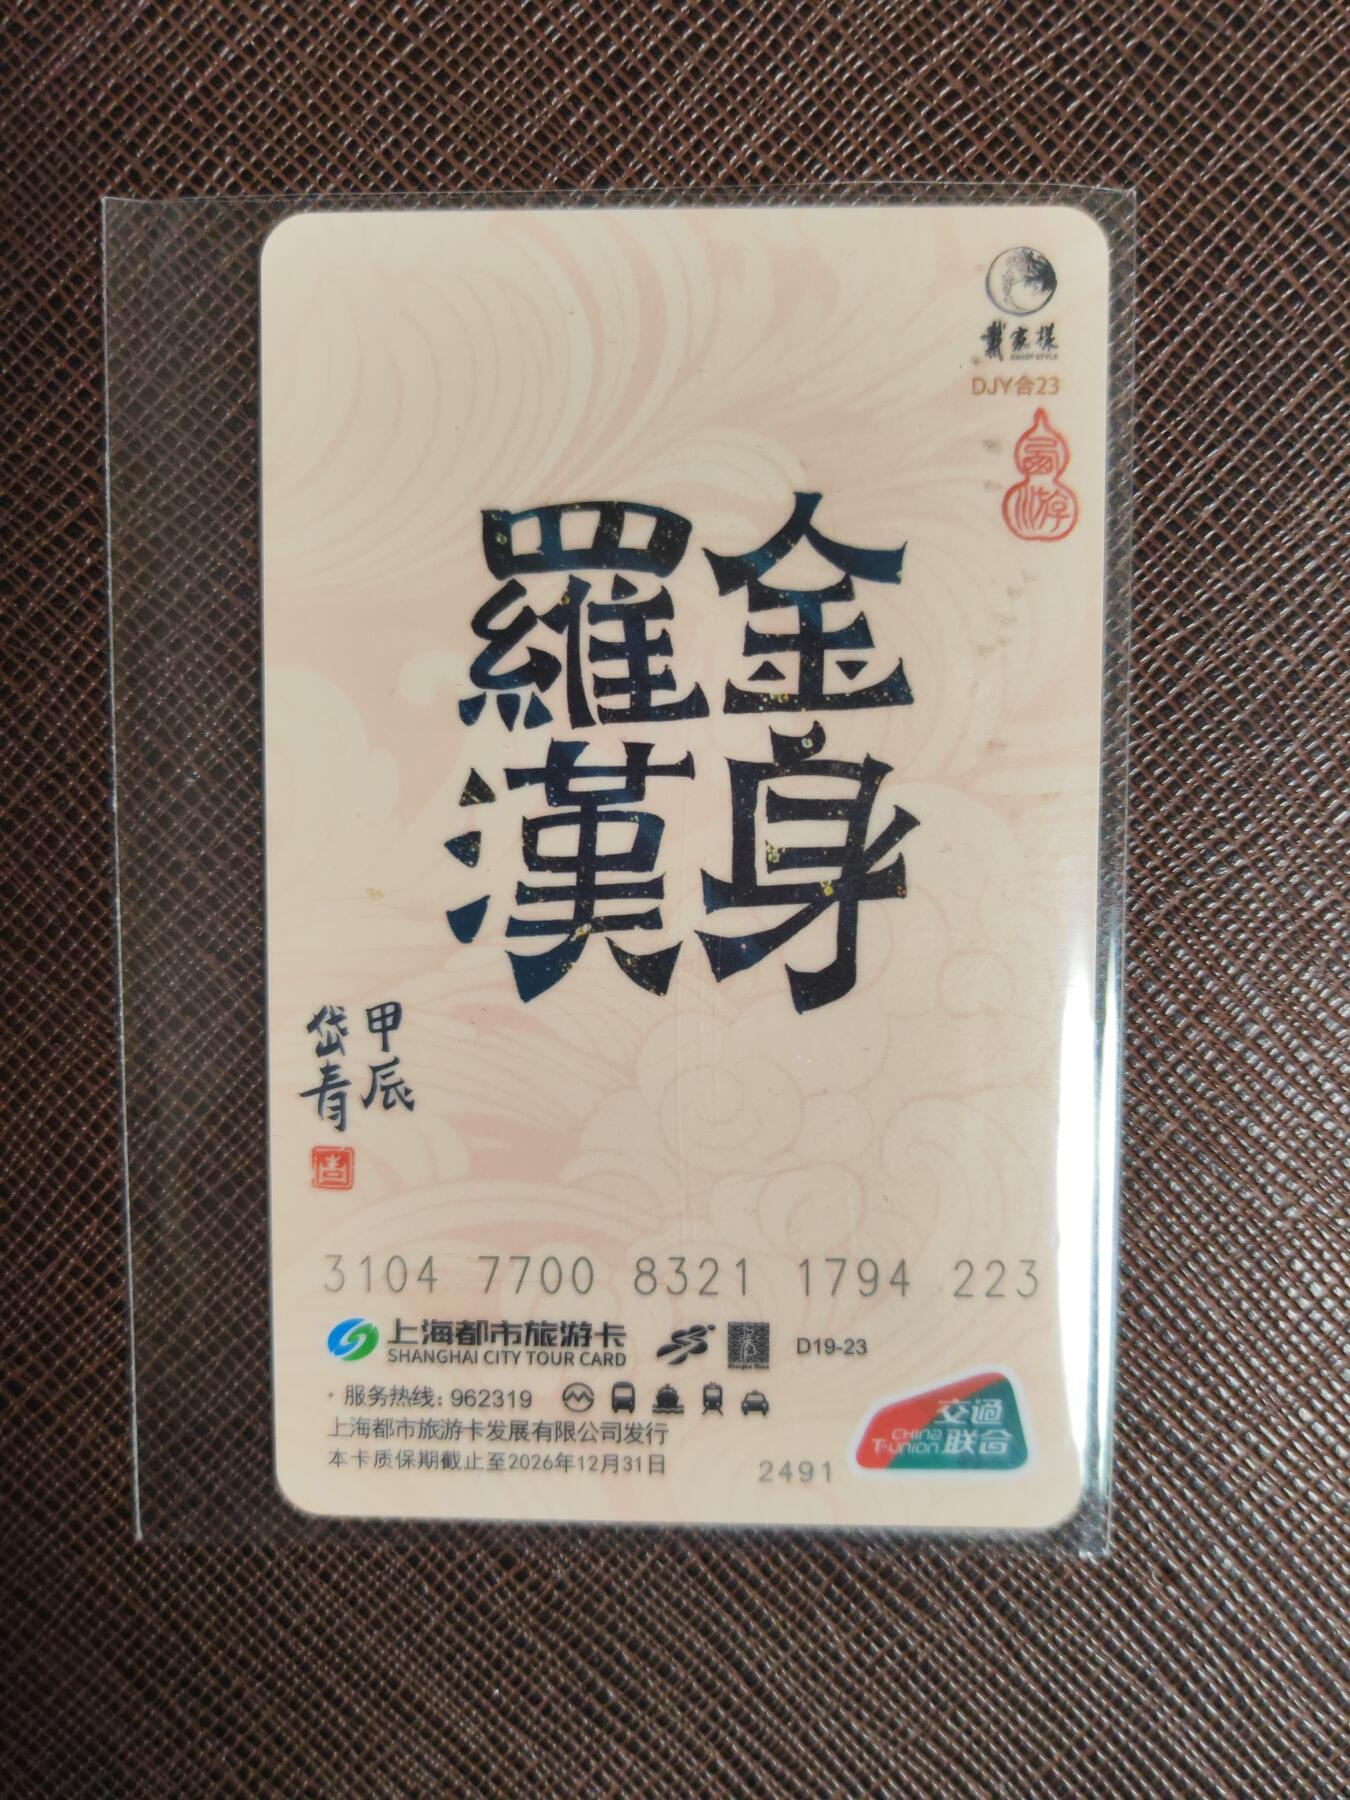 戴家樣
DAIIST STYLE
DJY合23
金身
羅漢
甲辰
岱青
3104 7700 8321 1794 223
上海都市旅游卡
SHANGHAI CITY TOUR CARD
D19-23
·服务热线: 962319
上海都市旅游卡发展有限公司发行
本卡质保期截止至2026年12月31日
2491
交通
联合
CHINA
T-UNION